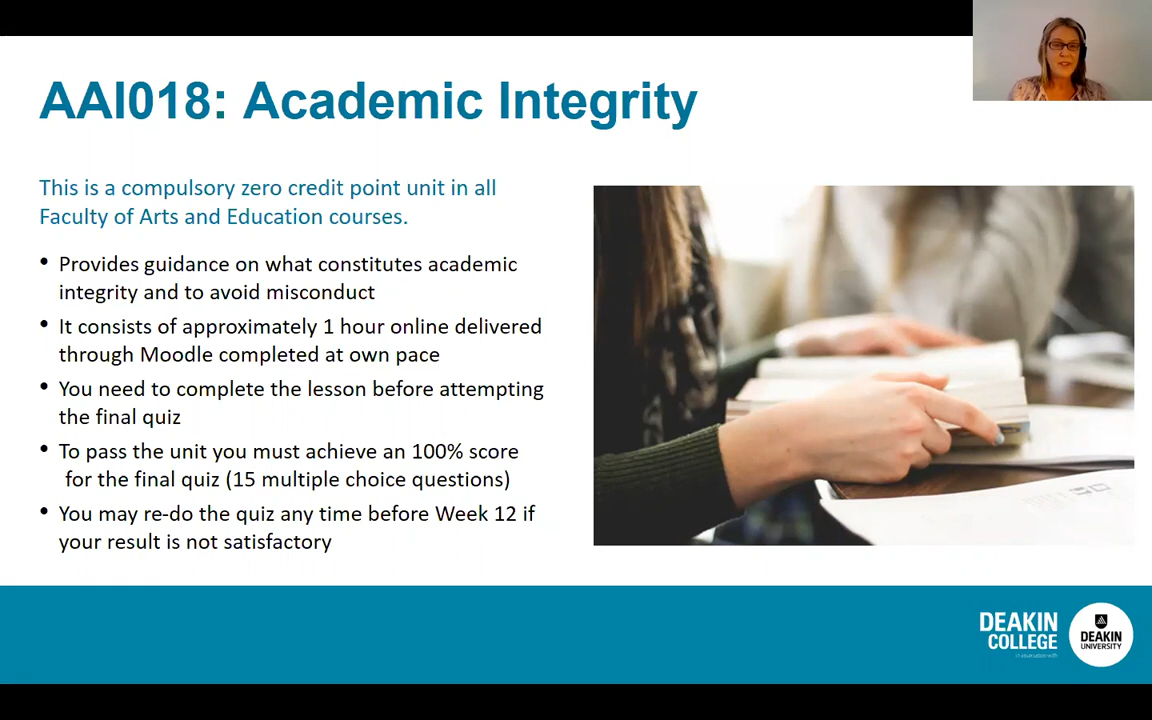 AAI018: Academic Integrity
This is a compulsory zero credit point unit in all
Faculty of Arts and Education courses.
• Provides guidance on what constitutes academic
integrity and to avoid misconduct
• It consists of approximately 1 hour online delivered
through Moodle completed at own pace
• You need to complete the lesson before attempting
the final quiz
• To pass the unit you must achieve an 100% score
for the final quiz (15 multiple choice questions)
• You may re-do the quiz any time before Week 12 if
your result is not satisfactory
DEAKIN
COLLEGE
DEAKIN
UNIVERSITY